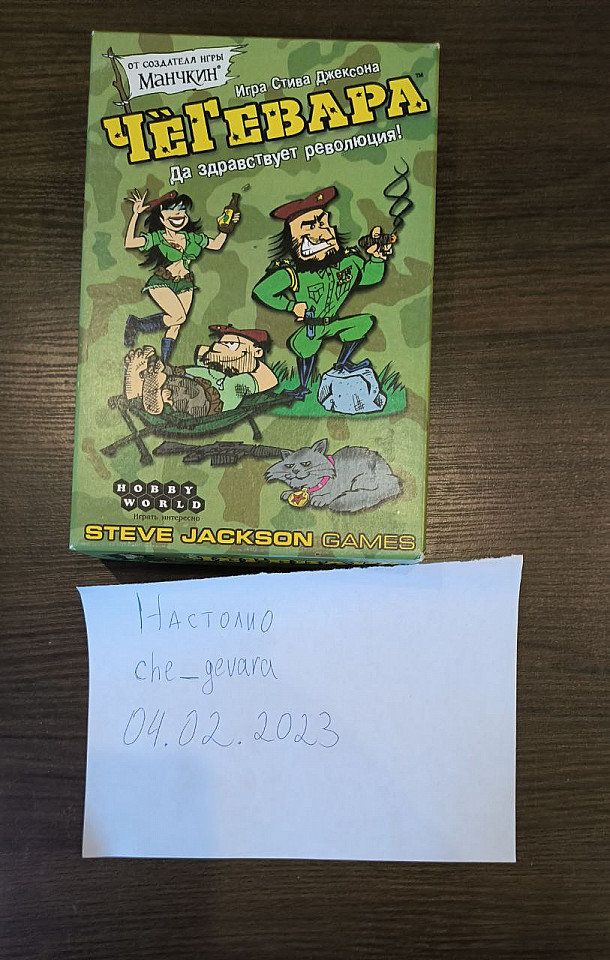 ОТ СОЗДАТЕЛЯ ИГРЫ
МАНЧКИН®
Игра Стива Джексона
ЧЁГЕВАРА™
Да здравствует революция!
HOBBY
WORLD
Играть интересно
STEVE JACKSON GAMES
Настолио
che_gevara
04.02.2023